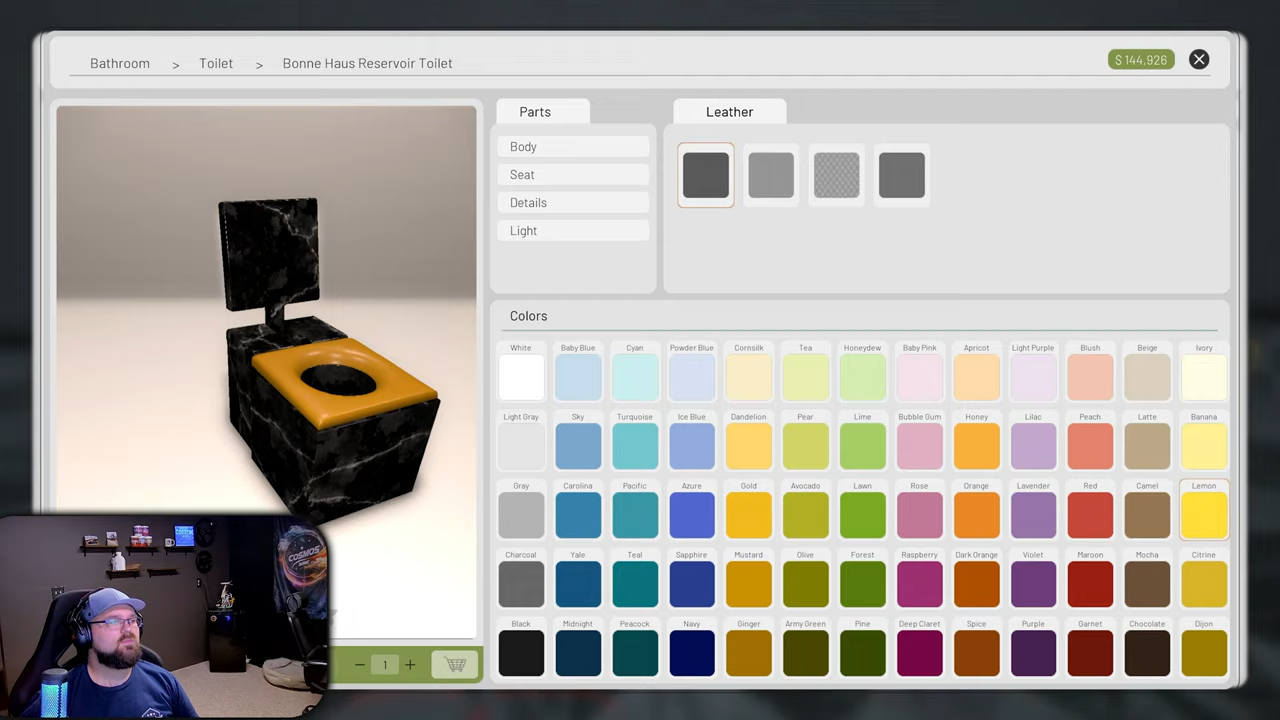 Bathroom > Toilet > Bonne Haus Reservoir Toilet
$ 144,926
Parts
Body
Seat
Details
Light
Leather
Colors
White Baby Blue Cyan Powder Blue Cornsilk Tea Honeydew Baby Pink Apricot Light Purple Blush Beige Ivory
Light Gray Sky Turquoise Ice Blue Dandelion Pear Lime Bubble Gum Honey Lilac Peach Latte Banana
Gray Carolina Pacific Azure Gold Avocado Lawn Rose Orange Lavender Red Camel Lemon
Charcoal Yale Teal Sapphire Mustard Olive Forest Raspberry Dark Orange Violet Maroon Mocha Citrine
Black Midnight Peacock Navy Ginger Army Green Pine Deep Claret Spice Purple Garnet Chocolate Dijon
− 1 +
COSMOS